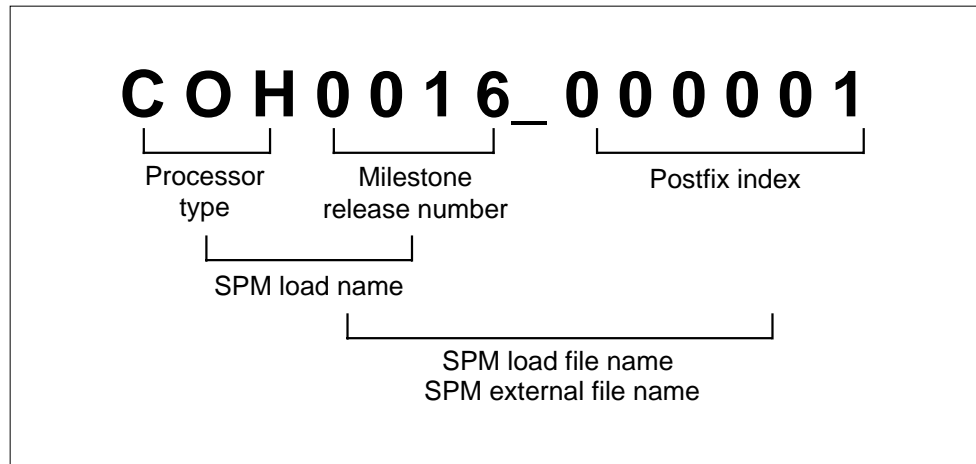 COH0016_000001
Processor
type
Milestone
release number
Postfix index
SPM load name
SPM load file name
SPM external file name